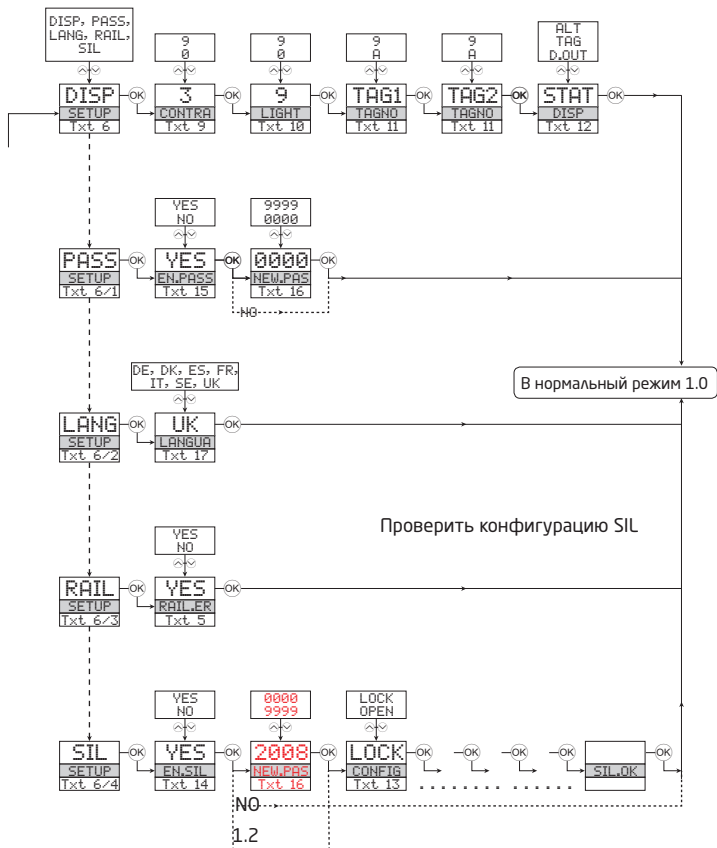 DISP, PASS,
LANG, RAIL,
SIL
9
0
9
0
9
A
9
A
ALT
TAG
D.OUT
DISP
SETUP
Txt 6
OK
3
CONTRA
Txt 9
OK
9
LIGHT
Txt 10
OK
TAG1
TAGNO
Txt 11
OK
TAG2
TAGNO
Txt 11
OK
STAT
DISP
Txt 12
OK
YES
NO
9999
0000
PASS
SETUP
Txt 6/1
OK
YES
EN.PASS
Txt 15
OK
0000
NEW.PAS
Txt 16
OK
NO
DE, DK, ES, FR,
IT, SE, UK
В нормальный режим 1.0
LANG
SETUP
Txt 6/2
OK
UK
LANGUA
Txt 17
OK
Проверить конфигурацию SIL
YES
NO
RAIL
SETUP
Txt 6/3
OK
YES
RAIL.ER
Txt 5
OK
YES
NO
0000
9999
LOCK
OPEN
SIL
SETUP
Txt 6/4
OK
YES
EN.SIL
Txt 14
OK
2008
NEW.PAS
Txt 16
OK
LOCK
CONFIG
Txt 13
OK
OK
OK
OK
SIL.OK
OK
NO
1.2